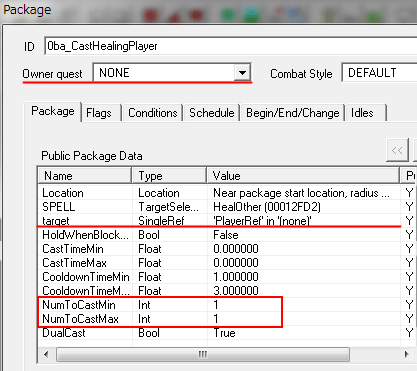 Package
ID 0ba_CastHealingPlayer
Owner quest NONE Combat Style DEFAULT
Package Flags Conditions Schedule Begin/End/Change Idles
<<
Public Package Data
Name Type Value P
Location Location Near package start location, radius ... Y
SPELL TargetSele... HealOther (00012FD2) Y
target SingleRef 'PlayerRef' in '(none)' Y
HoldWhenBlock... Bool False Y
CastTimeMin Float 0.000000 Y
CastTimeMax Float 0.000000 Y
CooldownTimeMin Float 1.000000 Y
CooldownTimeM... Float 3.000000 Y
NumToCastMin Int 1 Y
NumToCastMax Int 1 Y
DualCast Bool True Y